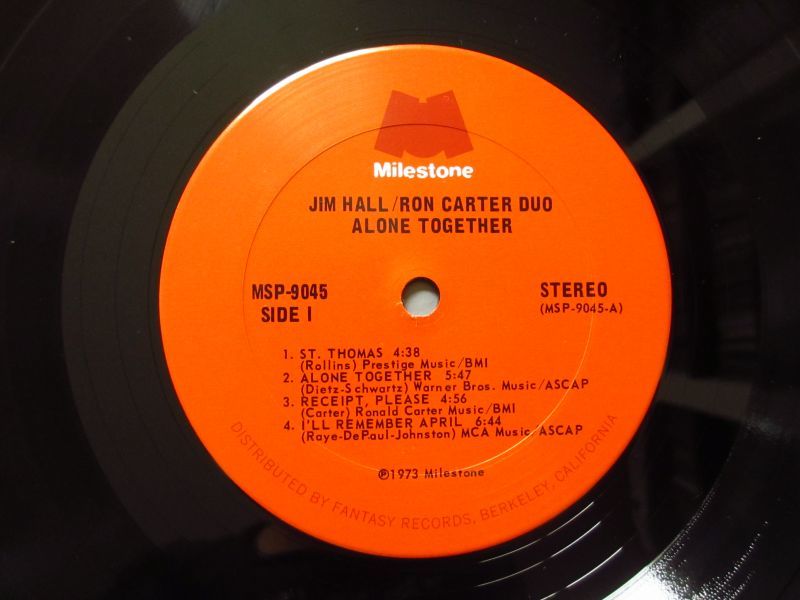 Milestone
JIM HALL/RON CARTER DUO
ALONE TOGETHER
MSP-9045
SIDE I
STEREO
(MSP-9045-A)
1. ST. THOMAS 4:38
(Rollins) Prestige Music/BMI
2. ALONE TOGETHER 5:47
(Dietz-Schwartz) Warner Bros. Music/ASCAP
3. RECEIPT, PLEASE 4:56
(Carter) Ronald Carter Music/BMI
4. I'LL REMEMBER APRIL 6:44
(Raye-DePaul-Johnston) MCA Music/ASCAP
℗1973 Milestone
DISTRIBUTED BY FANTASY RECORDS, BERKELEY, CALIFORNIA